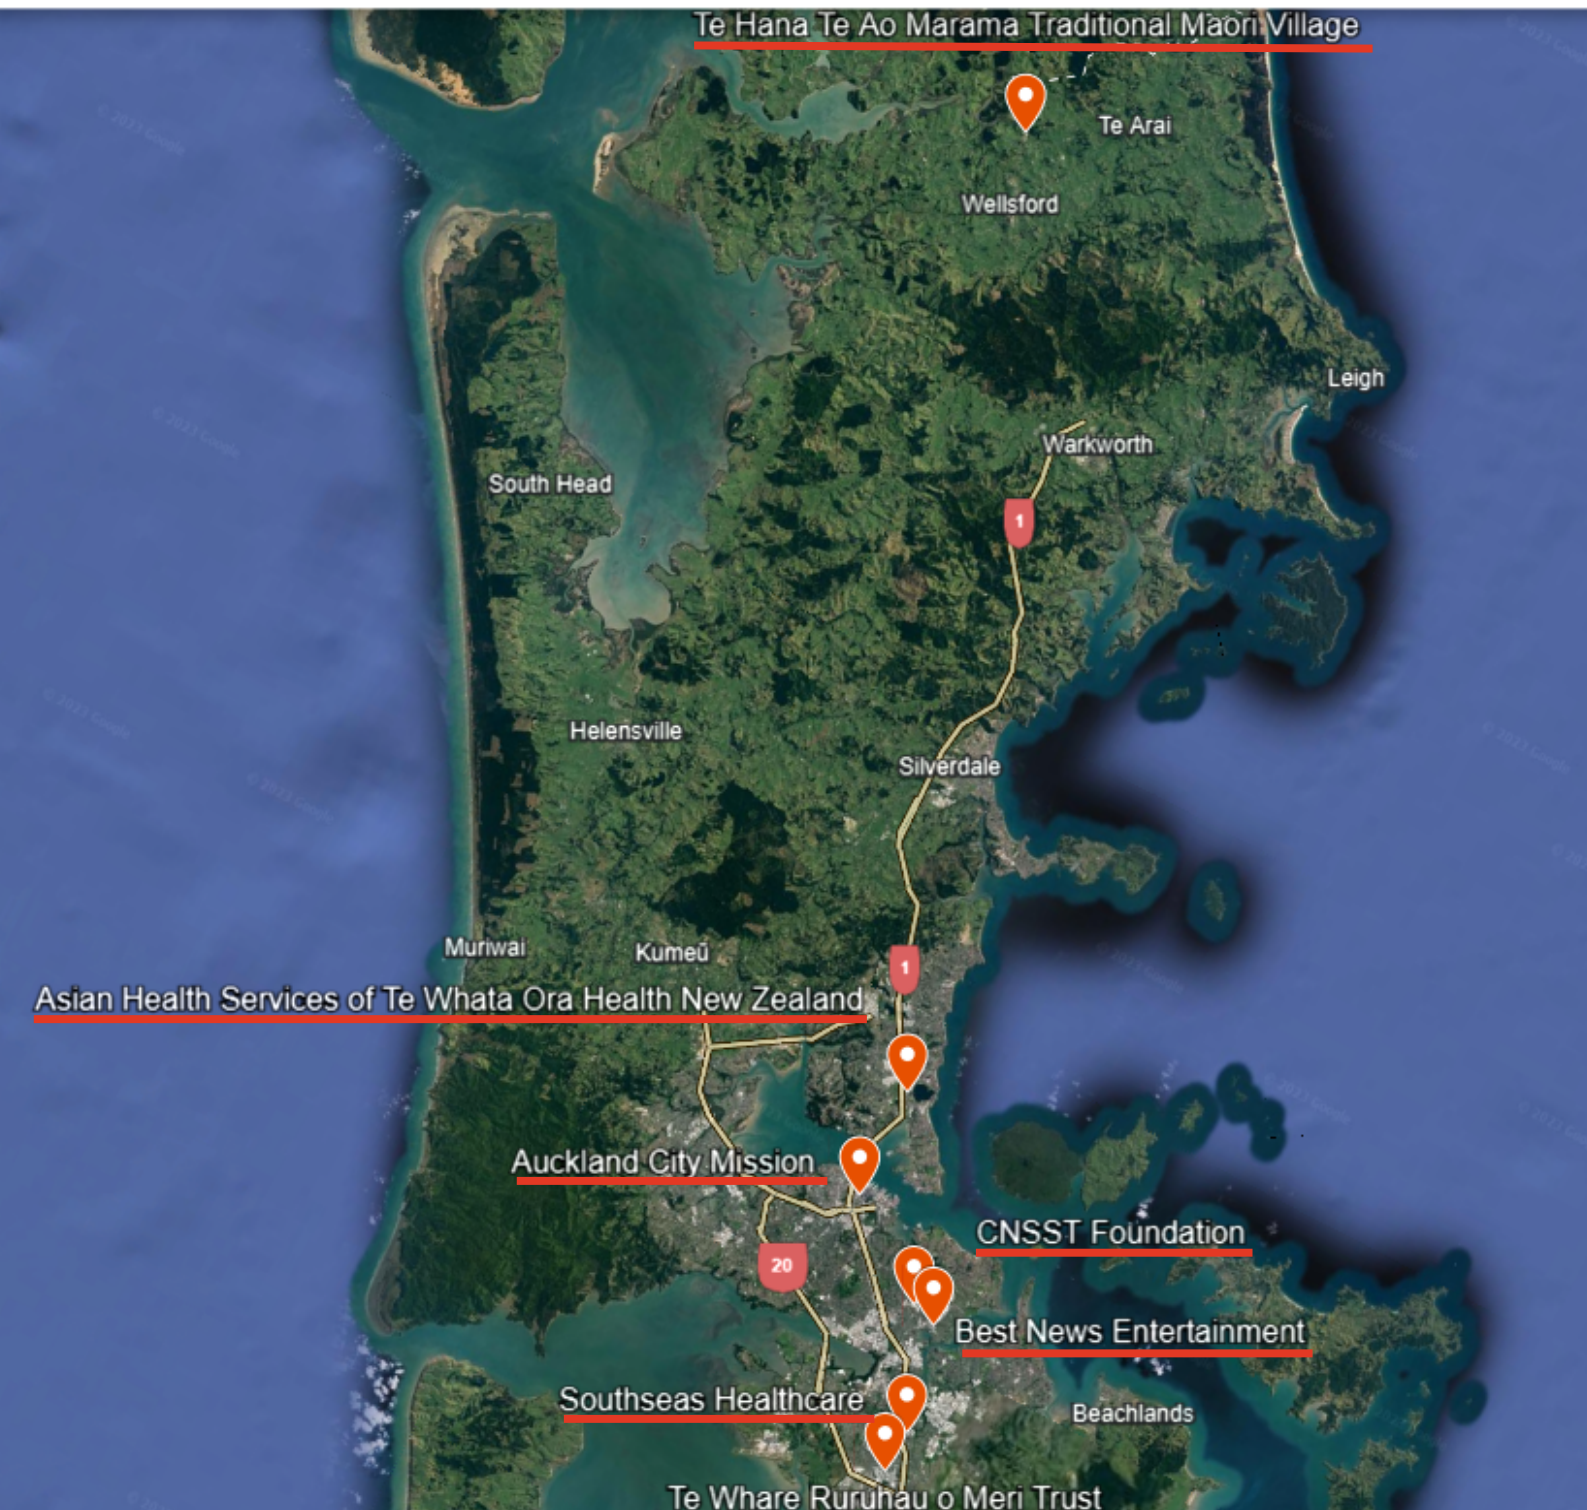 Te Hana Te Ao Marama Traditional Maori Village
Te Arai
Wellsford
Leigh
Warkworth
South Head
1
Helensville
Silverdale
Muriwai
Kumeū
1
Asian Health Services of Te Whata Ora Health New Zealand
Auckland City Mission
CNSST Foundation
20
Best News Entertainment
Southseas Healthcare
Beachlands
Te Whare Ruruhau o Meri Trust